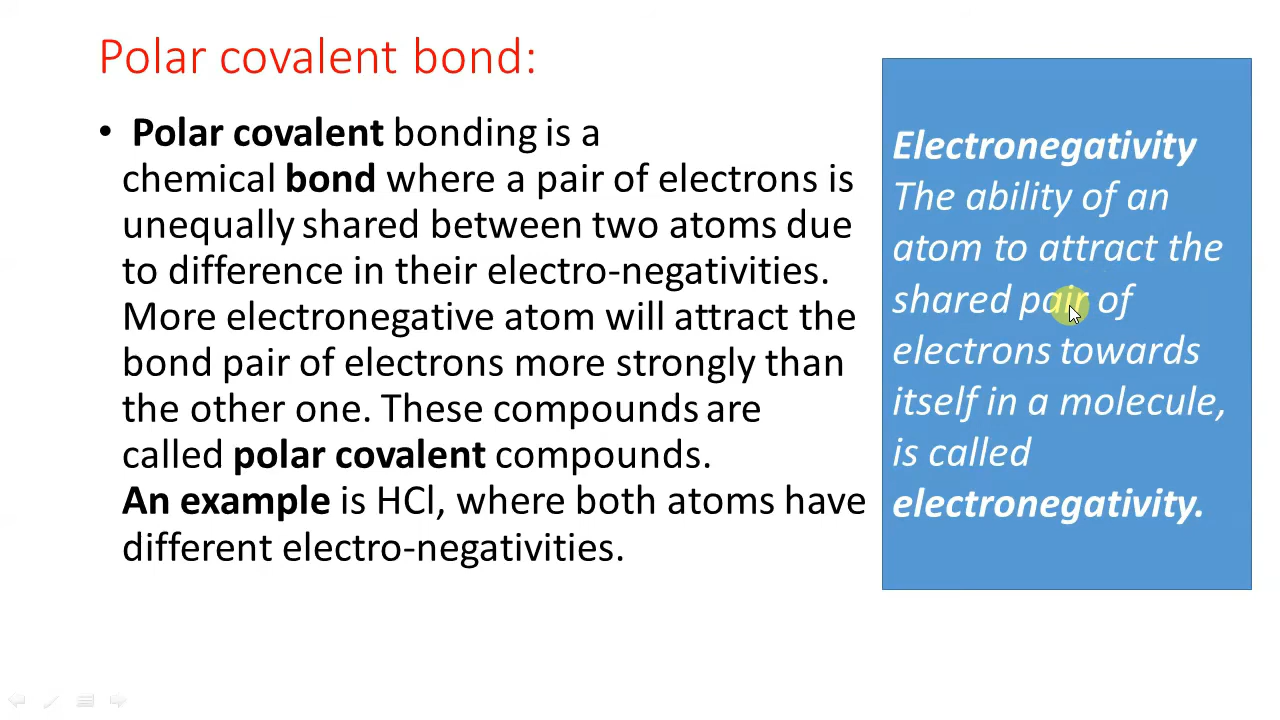 Polar covalent bond:
• Polar covalent bonding is a
chemical bond where a pair of electrons is
unequally shared between two atoms due
to difference in their electro-negativities.
More electronegative atom will attract the
bond pair of electrons more strongly than
the other one. These compounds are
called polar covalent compounds.
An example is HCl, where both atoms have
different electro-negativities.
Electronegativity
The ability of an
atom to attract the
shared pair of
electrons towards
itself in a molecule,
is called
electronegativity.